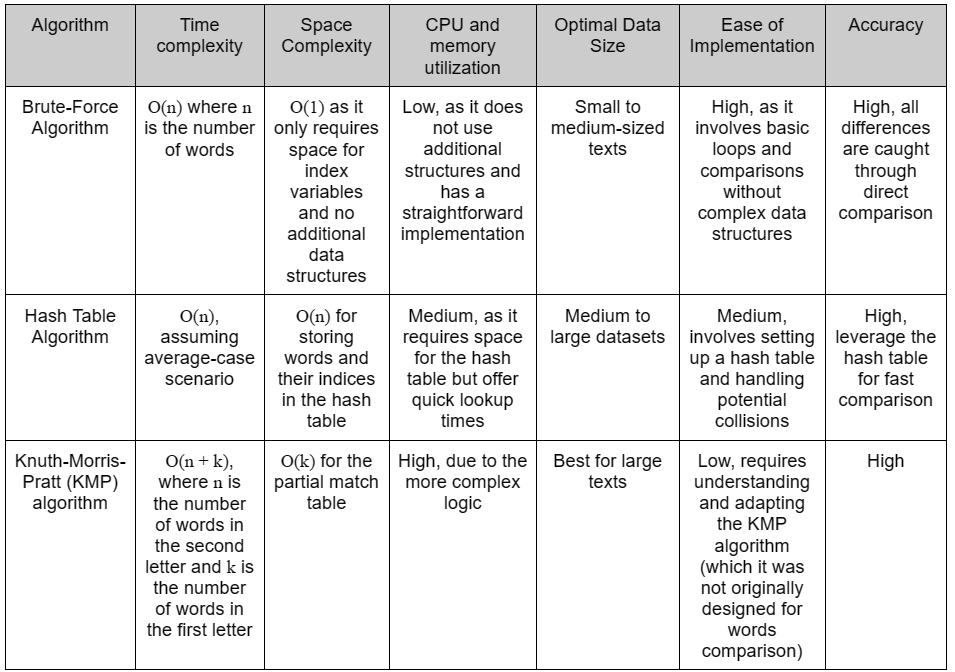 Algorithm
Time
complexity
Space
Complexity
CPU and
memory
utilization
Optimal Data
Size
Ease of
Implementation
Accuracy
Brute-Force
Algorithm
O(n) where n
is the number
of words
O(1) as it
only requires
space for
index
variables
and no
additional
data
structures
Low, as it does
not use
additional
structures and
has a
straightforward
implementation
Small to
medium-sized
texts
High, as it
involves basic
loops and
comparisons
without
complex data
structures
High, all
differences
are caught
through
direct
comparison
Hash Table
Algorithm
O(n),
assuming
average-case
scenario
O(n) for
storing
words and
their indices
in the hash
table
Medium, as it
requires space
for the hash
table but offer
quick lookup
times
Medium to
large datasets
Medium,
involves setting
up a hash table
and handling
potential
collisions
High,
leverage the
hash table
for fast
comparison
Knuth-Morris-
Pratt (KMP)
algorithm
O(n + k),
where n is
the number
of words in
the second
letter and k is
the number
of words in
the first letter
O(k) for the
partial match
table
High, due to the
more complex
logic
Best for large
texts
Low, requires
understanding
and adapting
the KMP
algorithm
(which it was
not originally
designed for
words
comparison)
High